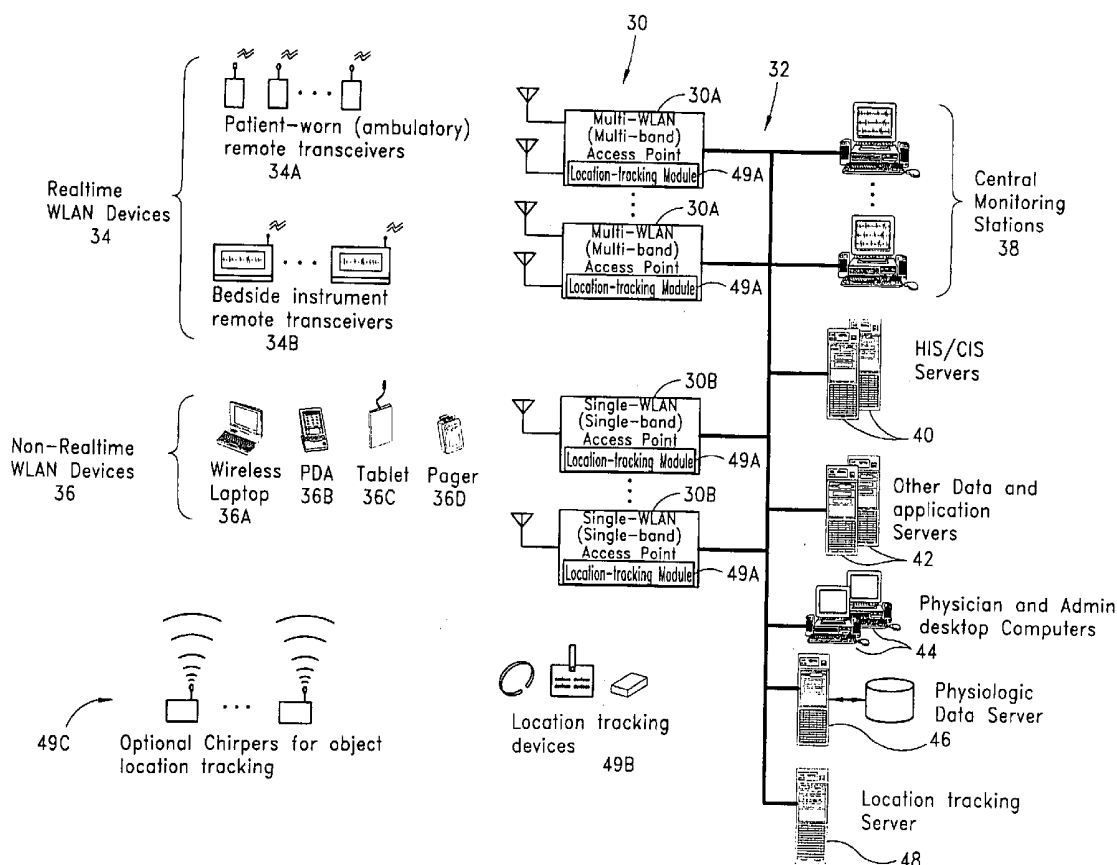 Realtime
WLAN Devices
34
Patient-worn (ambulatory)
remote transceivers
34A
Bedside instrument
remote transceivers
34B
Non-Realtime
WLAN Devices
36
Wireless
Laptop
36A
PDA
36B
Tablet
36C
Pager
36D
49C
Optional Chirpers for object
location tracking
30
30A
Multi-WLAN
(Multi-band)
Access Point
Location-tracking Module
49A
30A
Multi-WLAN
(Multi-band)
Access Point
Location-tracking Module
49A
30B
Single-WLAN
(Single-band)
Access Point
Location-tracking Module
49A
30B
Single-WLAN
(Single-band)
Access Point
Location-tracking Module
49A
Location tracking
devices
49B
32
Central
Monitoring
Stations
38
HIS/CIS
Servers
40
Other Data and
application
Servers
42
Physician and Admin
desktop Computers
44
Physiologic
Data Server
46
Location tracking
Server
48